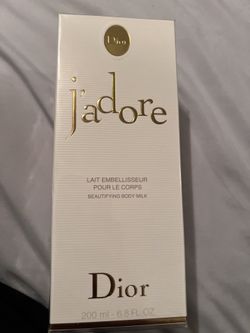 Dior
j'adore
LAIT EMBELLISSEUR
POUR LE CORPS
BEAUTIFYING BODY MILK
Dior
200 ml - 6.8 FL. OZ